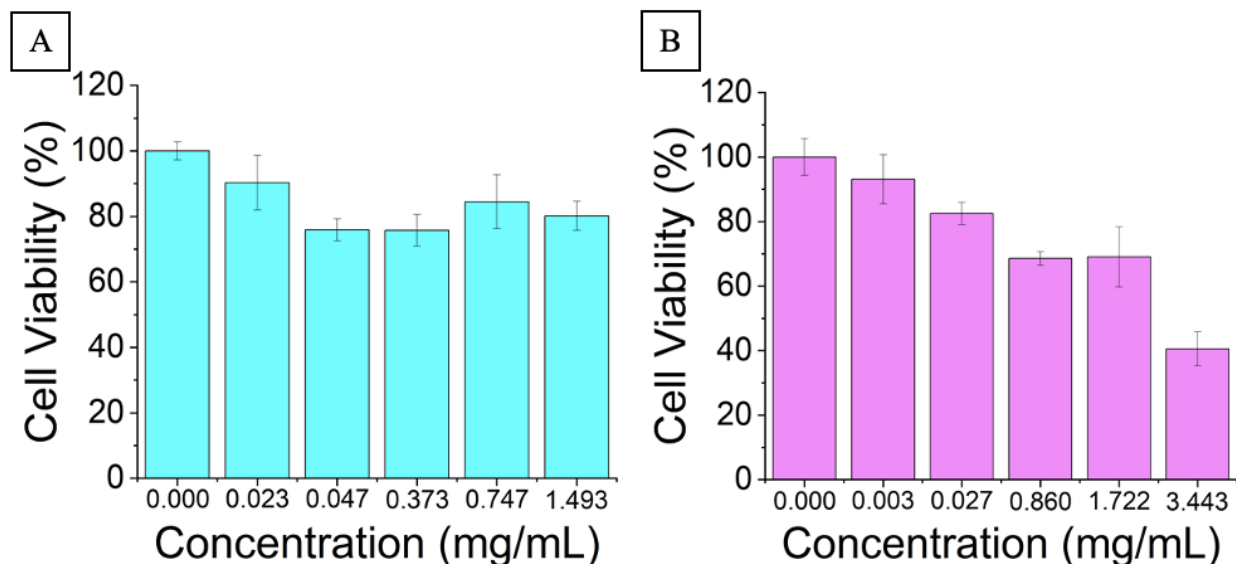 A
Cell Viability (%)
120
100
80
60
40
20
0
0.000 0.023 0.047 0.373 0.747 1.493
Concentration (mg/mL)
B
Cell Viability (%)
120
100
80
60
40
20
0
0.000 0.003 0.027 0.860 1.722 3.443
Concentration (mg/mL)